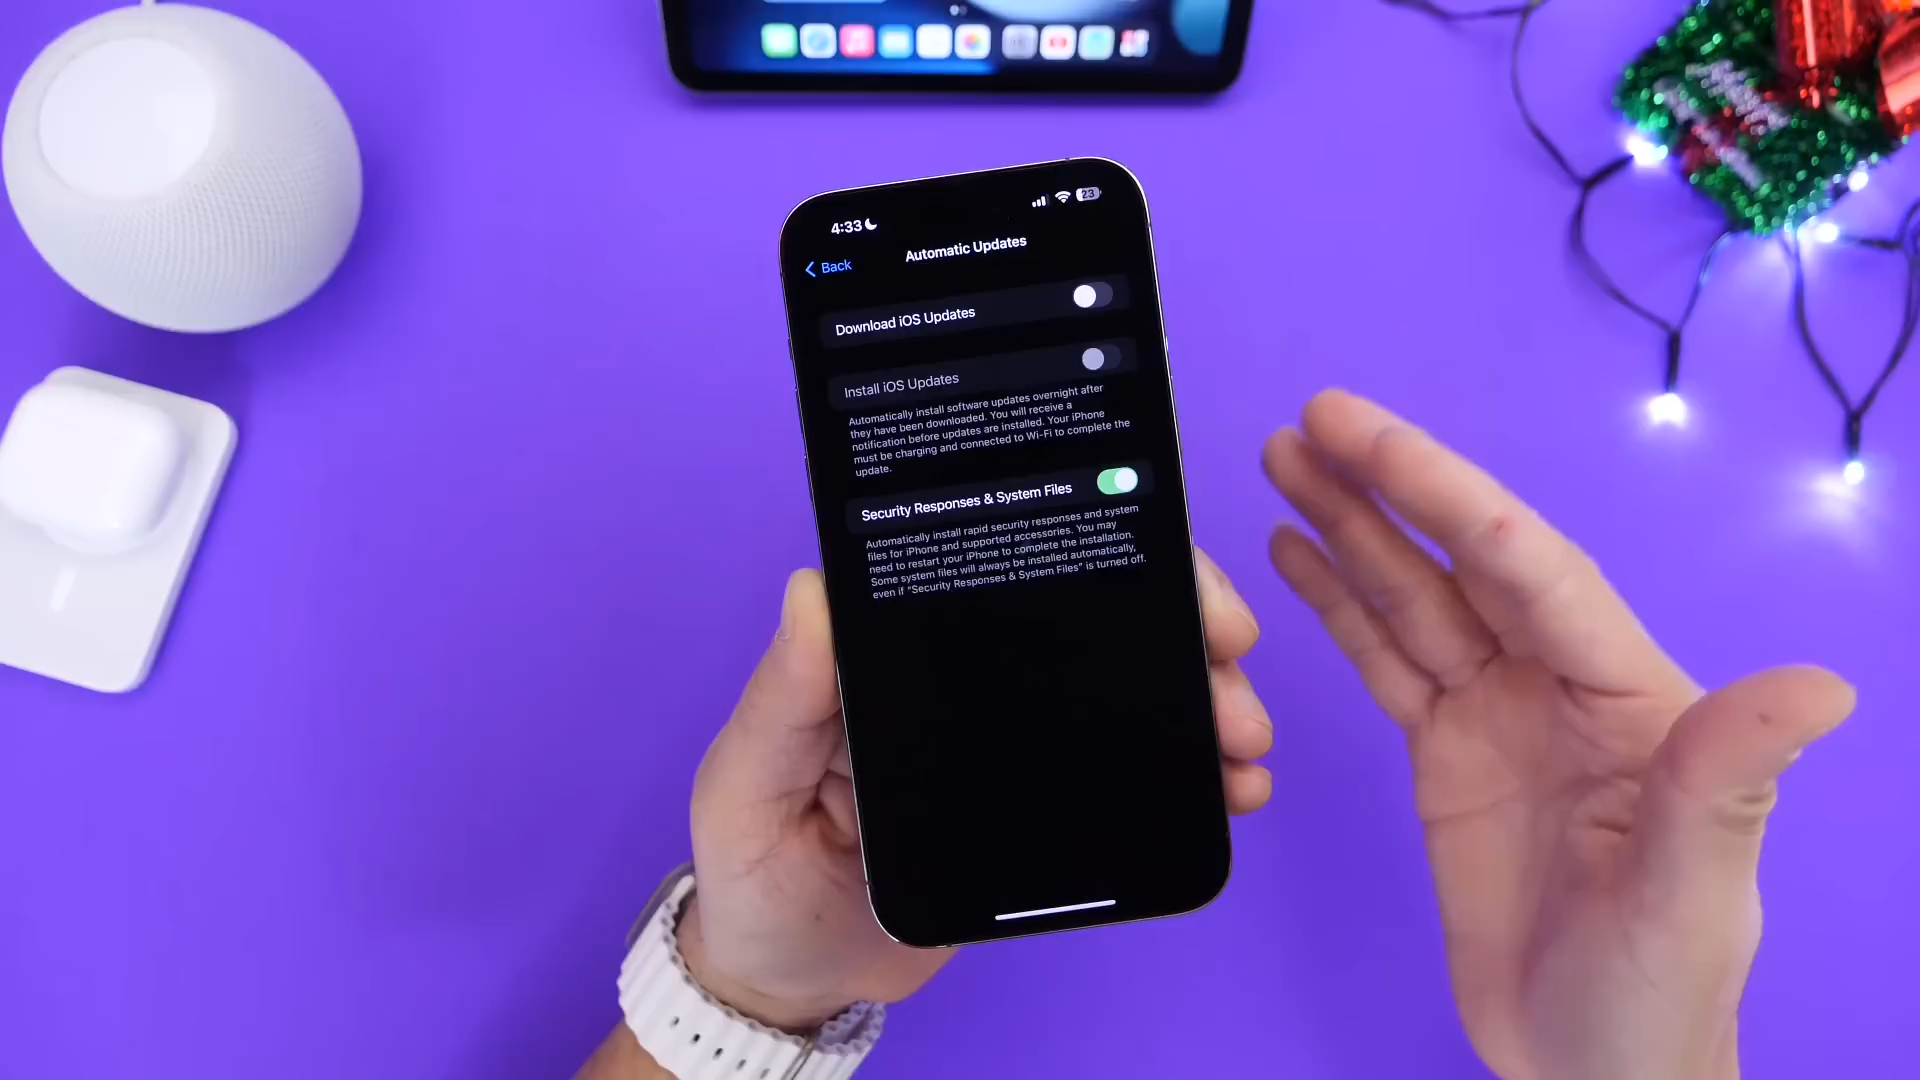 4:33
23
Back
Automatic Updates
Download iOS Updates
Install iOS Updates
Automatically install software updates overnight after
they have been downloaded. You will receive a
notification before updates are installed. Your iPhone
must be charging and connected to Wi-Fi to complete the
update.
Security Responses & System Files
Automatically install rapid security responses and system
files for iPhone and supported accessories. You may
need to restart your iPhone to complete the installation.
Some system files will always be installed automatically,
even if "Security Responses & System Files" is turned off.